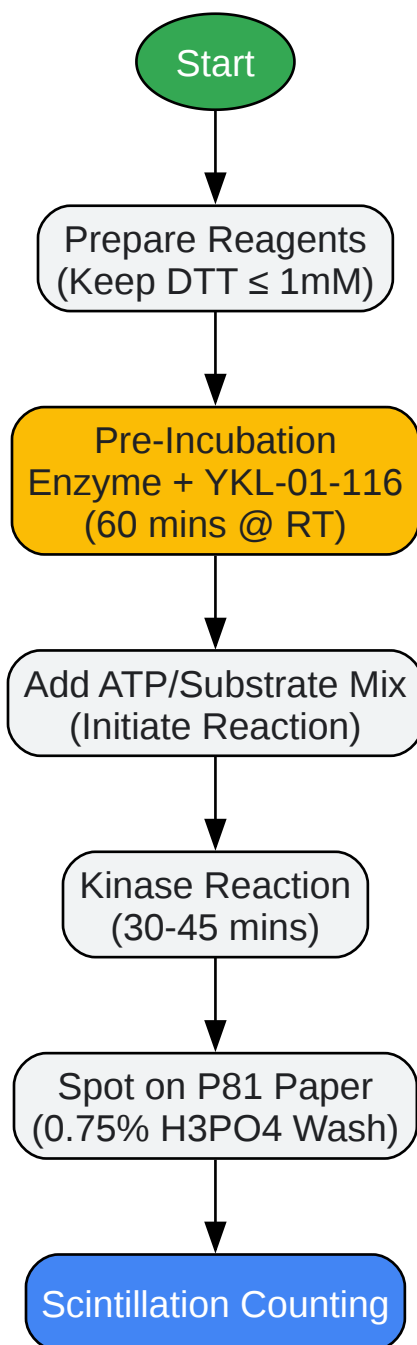 Start
Prepare Reagents
(Keep DTT ≤ 1mM)
Pre-Incubation
Enzyme + YKL-01-116
(60 mins @ RT)
Add ATP/Substrate Mix
(Initiate Reaction)
Kinase Reaction
(30-45 mins)
Spot on P81 Paper
(0.75% H3PO4 Wash)
Scintillation Counting